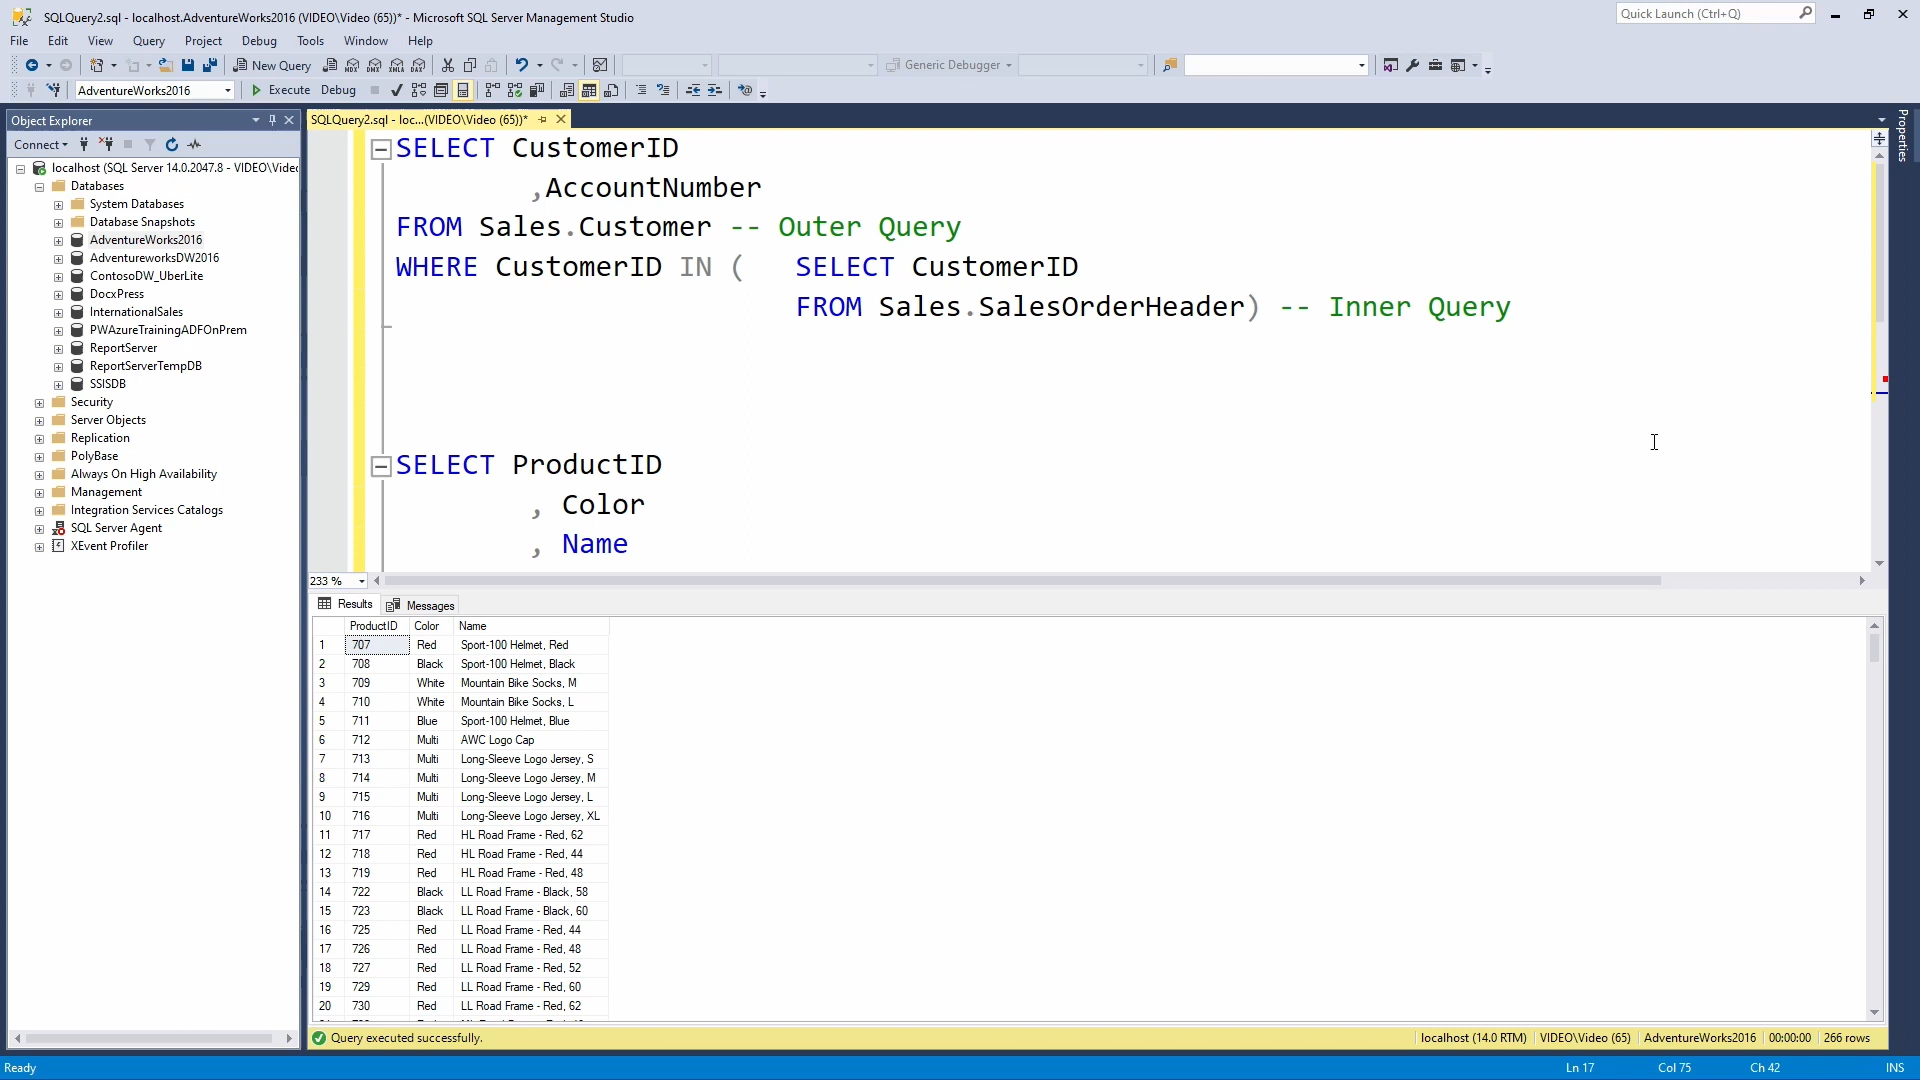 SQLQuery2.sql - localhost.AdventureWorks2016 (VIDEO\Video (65))* - Microsoft SQL Server Management Studio
Quick Launch (Ctrl+Q)
File Edit View Query Project Debug Tools Window Help
New Query MDX DMX XMLA DAX Generic Debugger
AdventureWorks2016 Execute Debug
Object Explorer
SQLQuery2.sql - loc...(VIDEO\Video (65))*
Properties
Connect
localhost (SQL Server 14.0.2047.8 - VIDEO\Video
Databases
System Databases
Database Snapshots
AdventureWorks2016
AdventureworksDW2016
ContosoDW_UberLite
DocxPress
InternationalSales
PWAzureTrainingADFOnPrem
ReportServer
ReportServerTempDB
SSISDB
Security
Server Objects
Replication
PolyBase
Always On High Availability
Management
Integration Services Catalogs
SQL Server Agent
XEvent Profiler
SELECT CustomerID
,AccountNumber
FROM Sales.Customer -- Outer Query
WHERE CustomerID IN ( SELECT CustomerID
FROM Sales.SalesOrderHeader) -- Inner Query
SELECT ProductID
, Color
, Name
233 %
Results Messages
ProductID Color Name
1 707 Red Sport-100 Helmet, Red
2 708 Black Sport-100 Helmet, Black
3 709 White Mountain Bike Socks, M
4 710 White Mountain Bike Socks, L
5 711 Blue Sport-100 Helmet, Blue
6 712 Multi AWC Logo Cap
7 713 Multi Long-Sleeve Logo Jersey, S
8 714 Multi Long-Sleeve Logo Jersey, M
9 715 Multi Long-Sleeve Logo Jersey, L
10 716 Multi Long-Sleeve Logo Jersey, XL
11 717 Red HL Road Frame - Red, 62
12 718 Red HL Road Frame - Red, 44
13 719 Red HL Road Frame - Red, 48
14 722 Black LL Road Frame - Black, 58
15 723 Black LL Road Frame - Black, 60
16 725 Red LL Road Frame - Red, 44
17 726 Red LL Road Frame - Red, 48
18 727 Red LL Road Frame - Red, 52
19 729 Red LL Road Frame - Red, 60
20 730 Red LL Road Frame - Red, 62
Query executed successfully.
localhost (14.0 RTM) VIDEO\Video (65) AdventureWorks2016 00:00:00 266 rows
Ready Ln 17 Col 75 Ch 42 INS